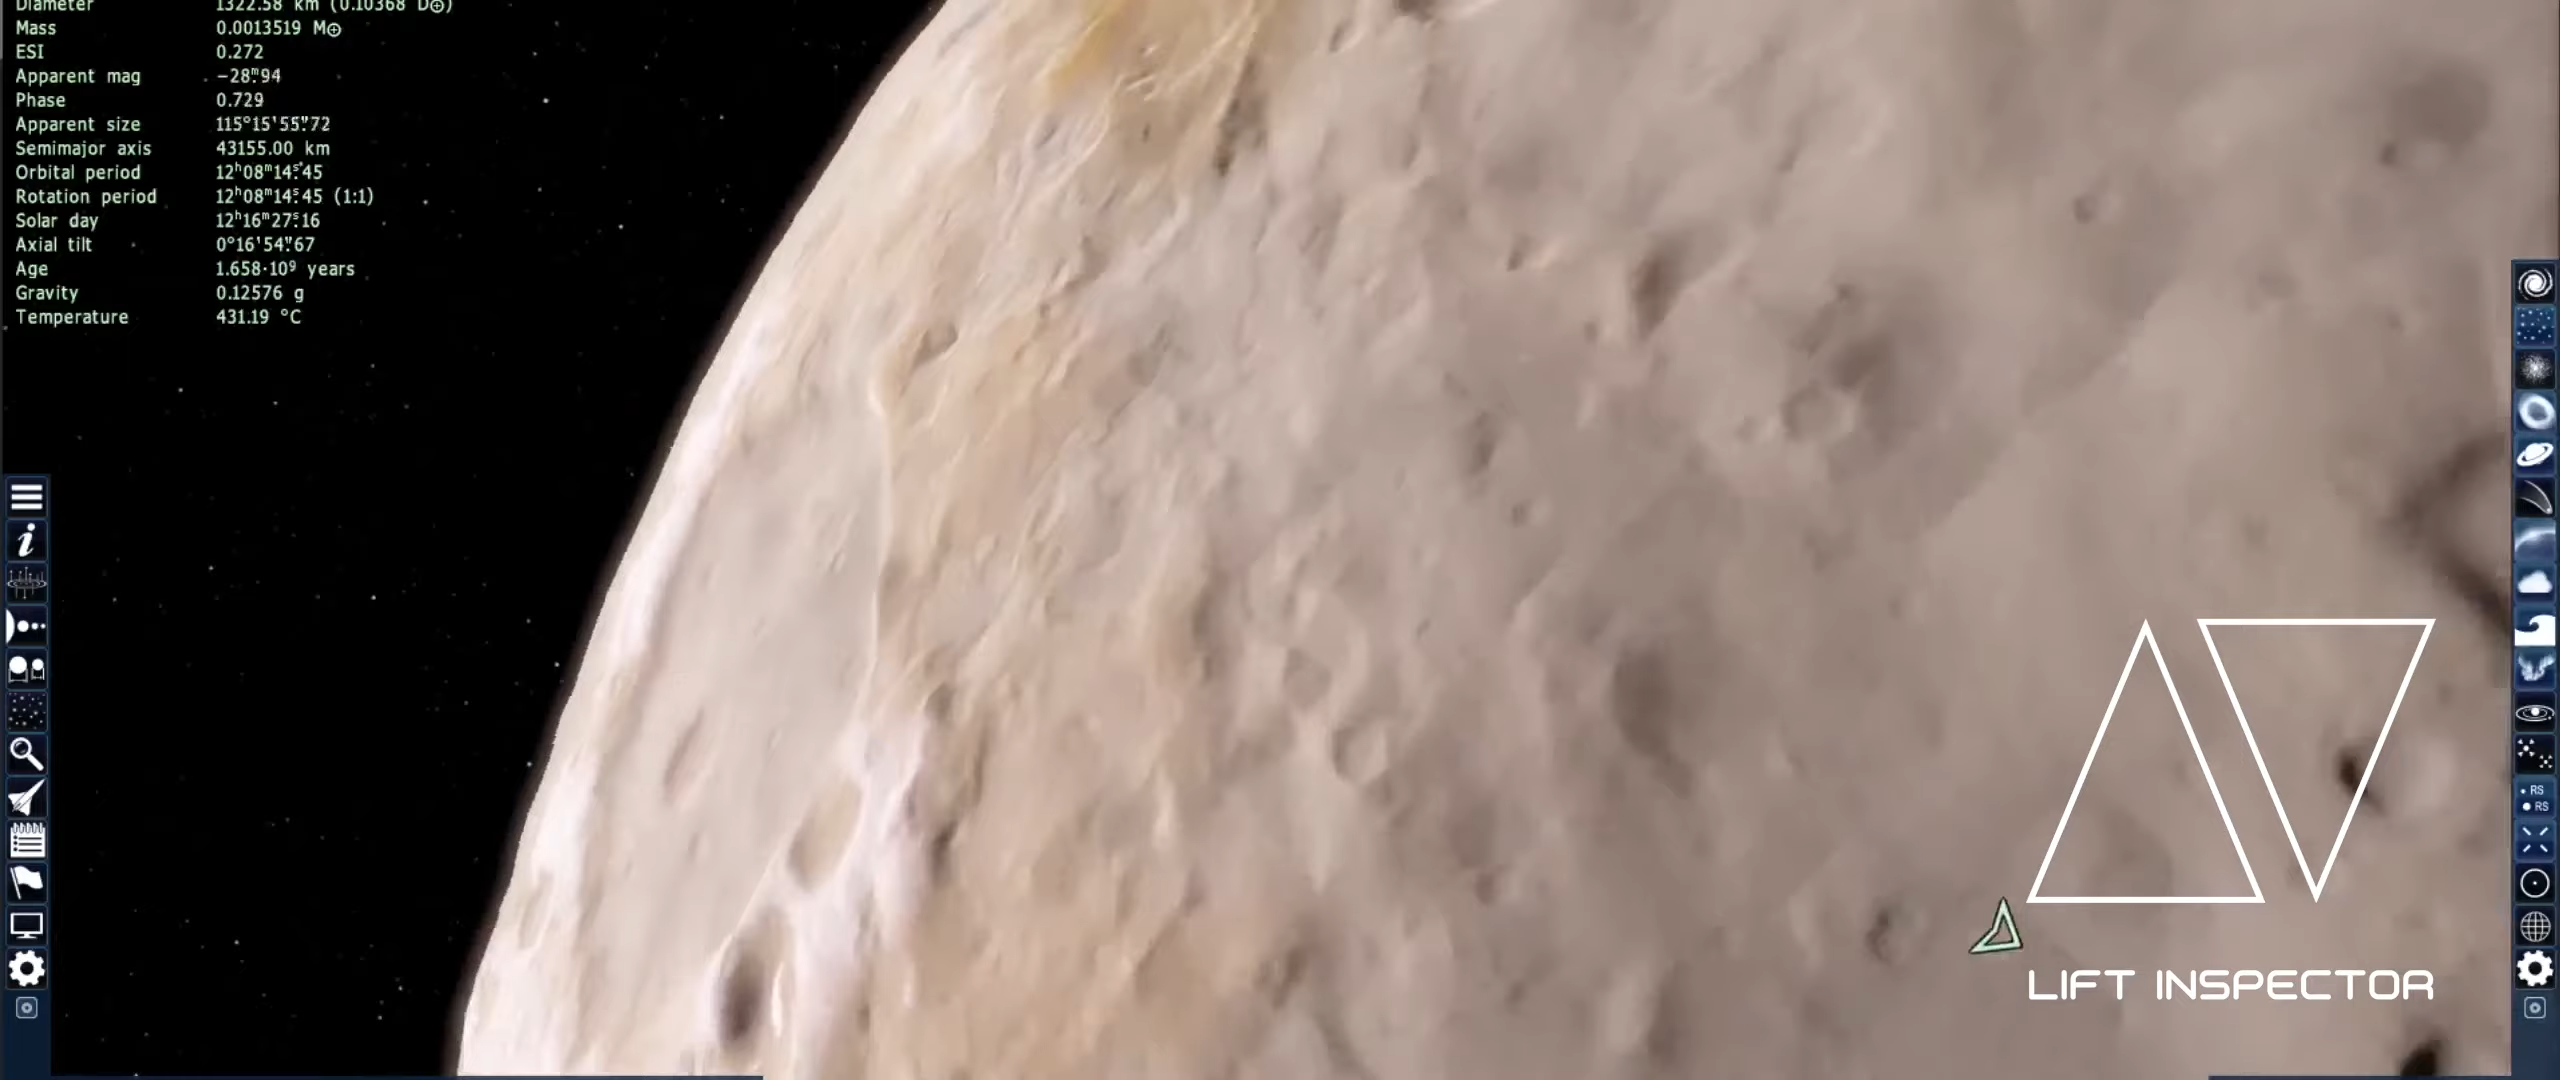 Diameter 1322.58 km (0.10368 D⊕)
Mass 0.0013519 M⊕
ESI 0.272
Apparent mag −28ᵐ.94
Phase 0.729
Apparent size 115°15'55".72
Semimajor axis 43155.00 km
Orbital period 12ʰ08ᵐ14ˢ.45
Rotation period 12ʰ08ᵐ14ˢ.45 (1:1)
Solar day 12ʰ16ᵐ27ˢ.16
Axial tilt 0°16'54".67
Age 1.658·10⁹ years
Gravity 0.12576 g
Temperature 431.19 °C
RS
RS
LIFT INSPECTOR